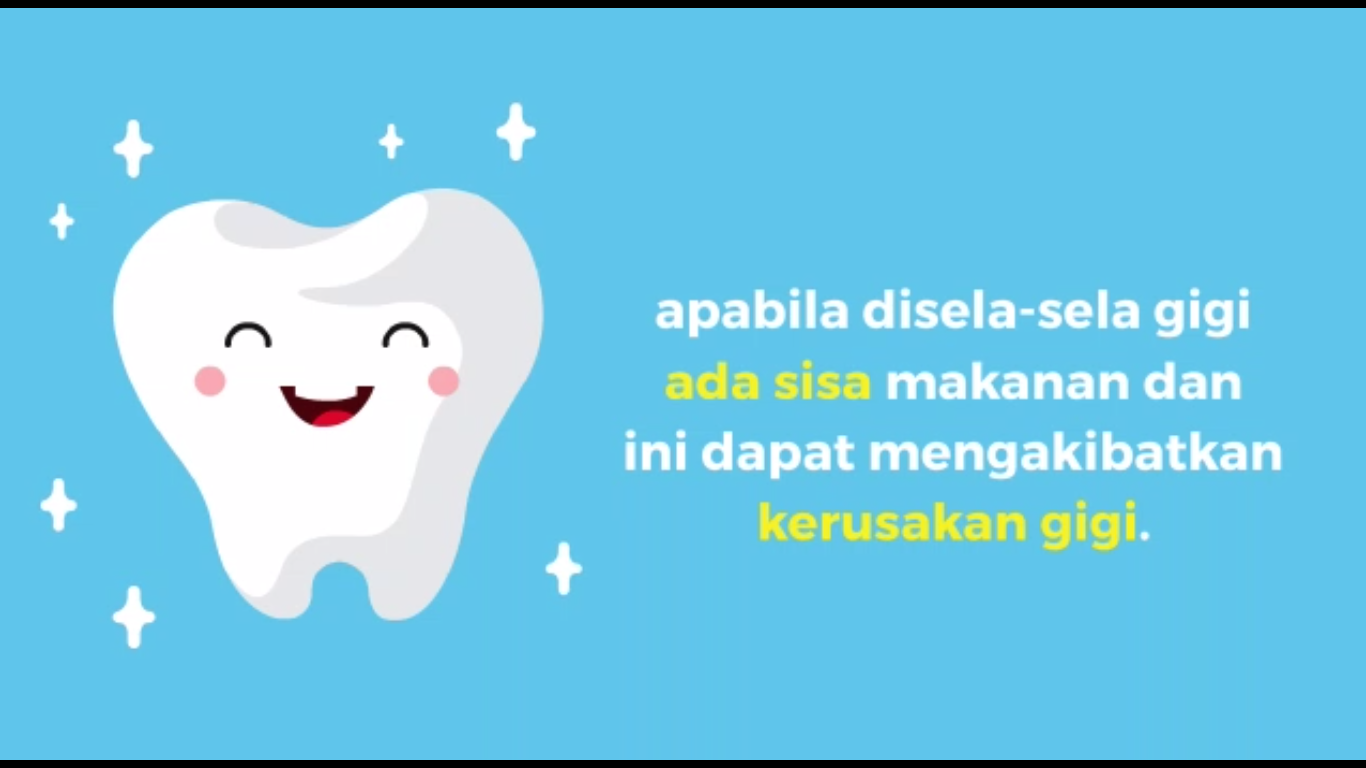 apabila disela-sela gigi
ada sisa makanan dan
ini dapat mengakibatkan
kerusakan gigi.